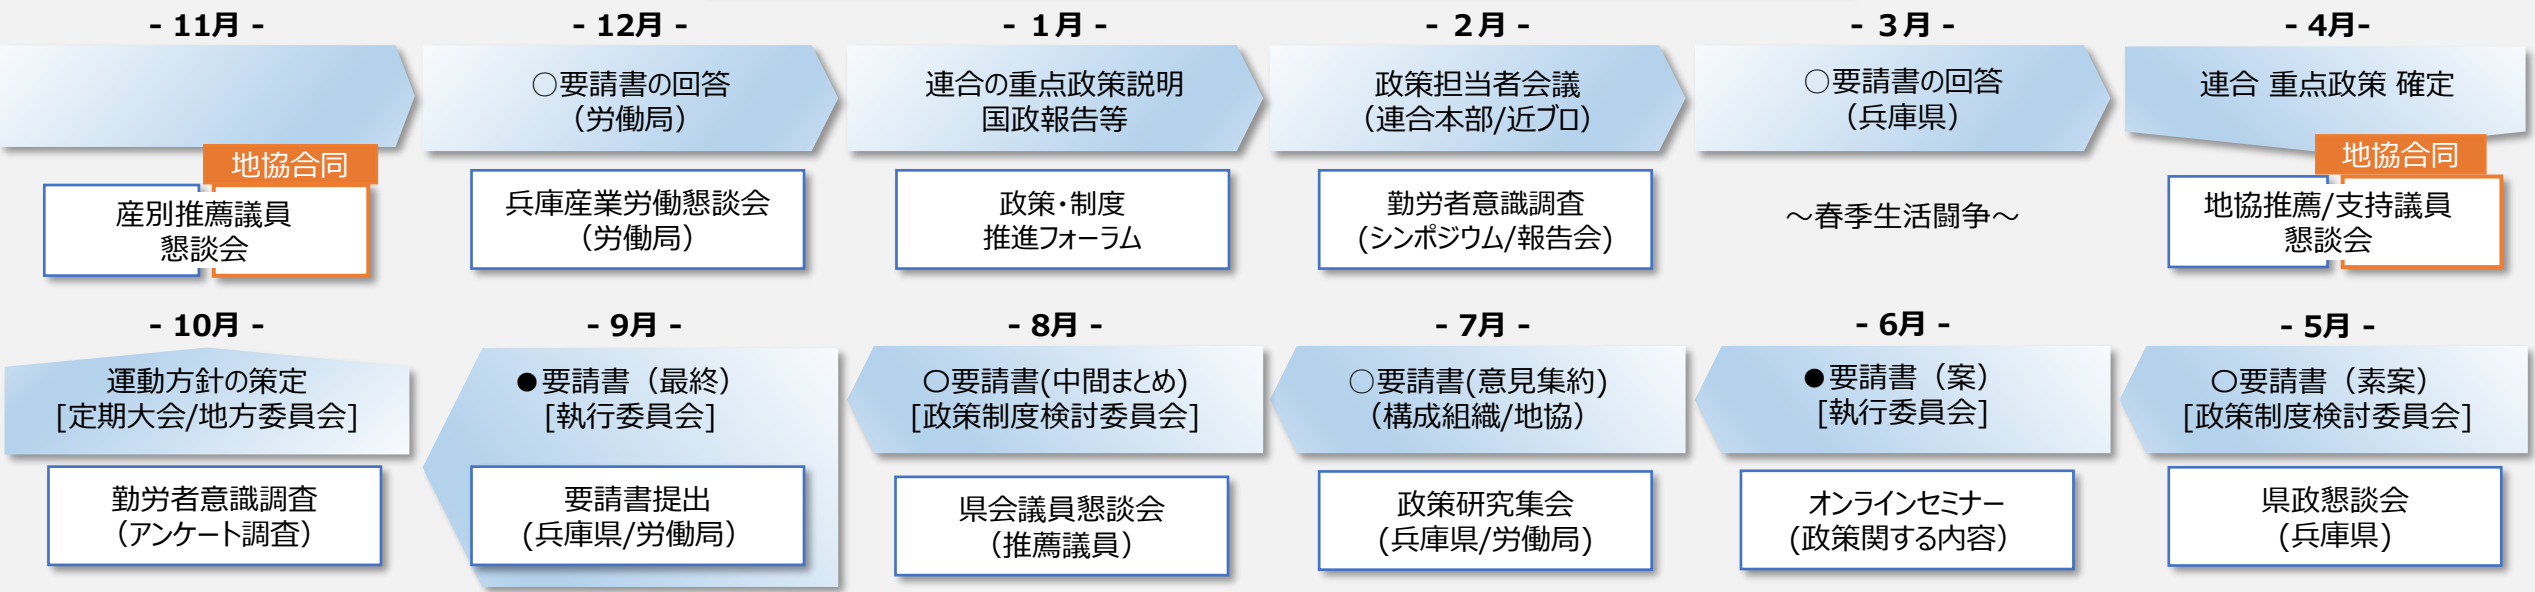 - 11月 -
地協合同
産別推薦議員
懇談会
- 12月 -
○要請書の回答
（労働局）
兵庫産業労働懇談会
（労働局）
- 1月 -
連合の重点政策説明
国政報告等
政策・制度
推進フォーラム
- 2月 -
政策担当者会議
（連合本部/近ブロ）
勤労者意識調査
(シンポジウム/報告会)
- 3月 -
○要請書の回答
（兵庫県）
～春季生活闘争～
- 4月-
連合 重点政策 確定
地協合同
地協推薦/支持議員
懇談会
- 10月 -
運動方針の策定
[定期大会/地方委員会]
勤労者意識調査
（アンケート調査）
- 9月 -
●要請書（最終）
[執行委員会]
要請書提出
(兵庫県/労働局）
- 8月 -
〇要請書(中間まとめ)
[政策制度検討委員会]
県会議員懇談会
（推薦議員）
- 7月 -
○要請書(意見集約)
（構成組織/地協）
政策研究集会
(兵庫県/労働局)
- 6月 -
●要請書（案）
[執行委員会]
オンラインセミナー
(政策関する内容）
- 5月 -
〇要請書（素案）
[政策制度検討委員会]
県政懇談会
（兵庫県）